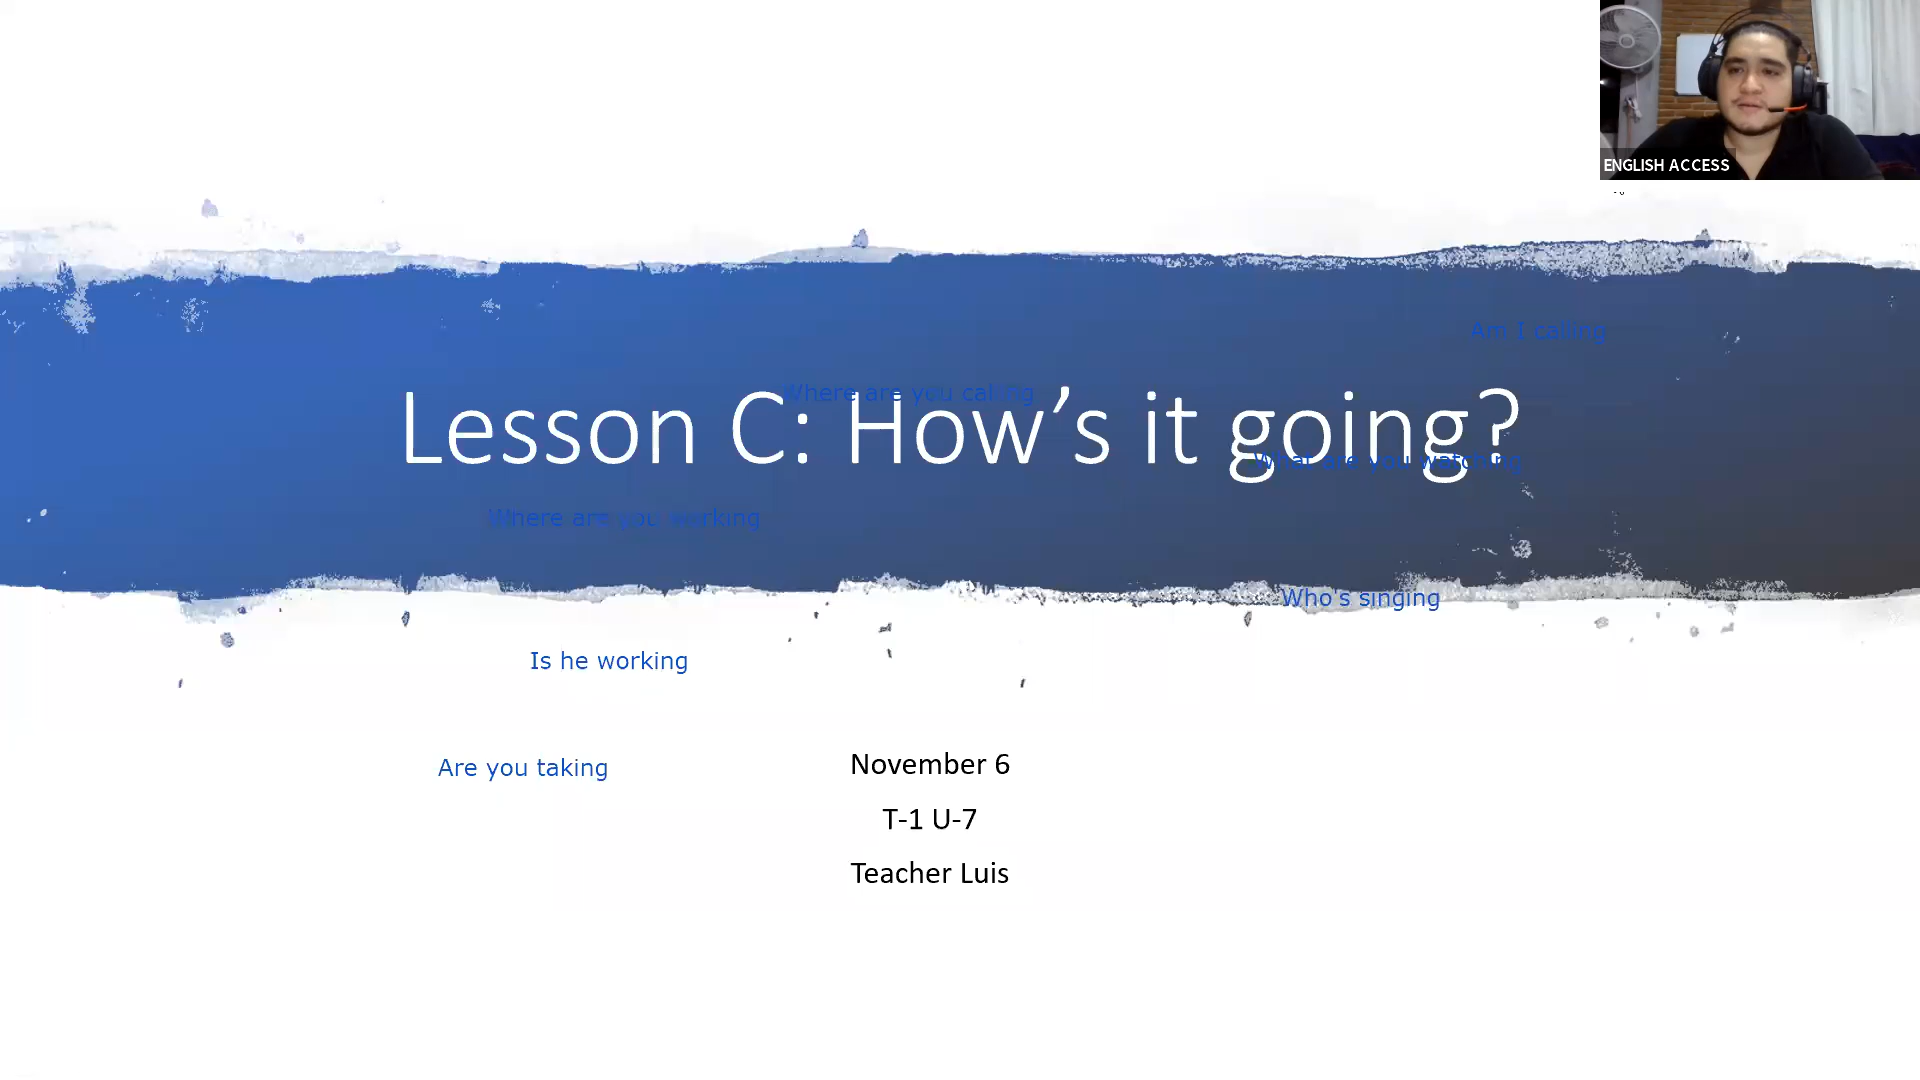 ENGLISH ACCESS
Am I calling
Where are you calling
Lesson C: How's it going?
What are you watching
Where are you working
Who's singing
Is he working
Are you taking
November 6
T-1 U-7
Teacher Luis